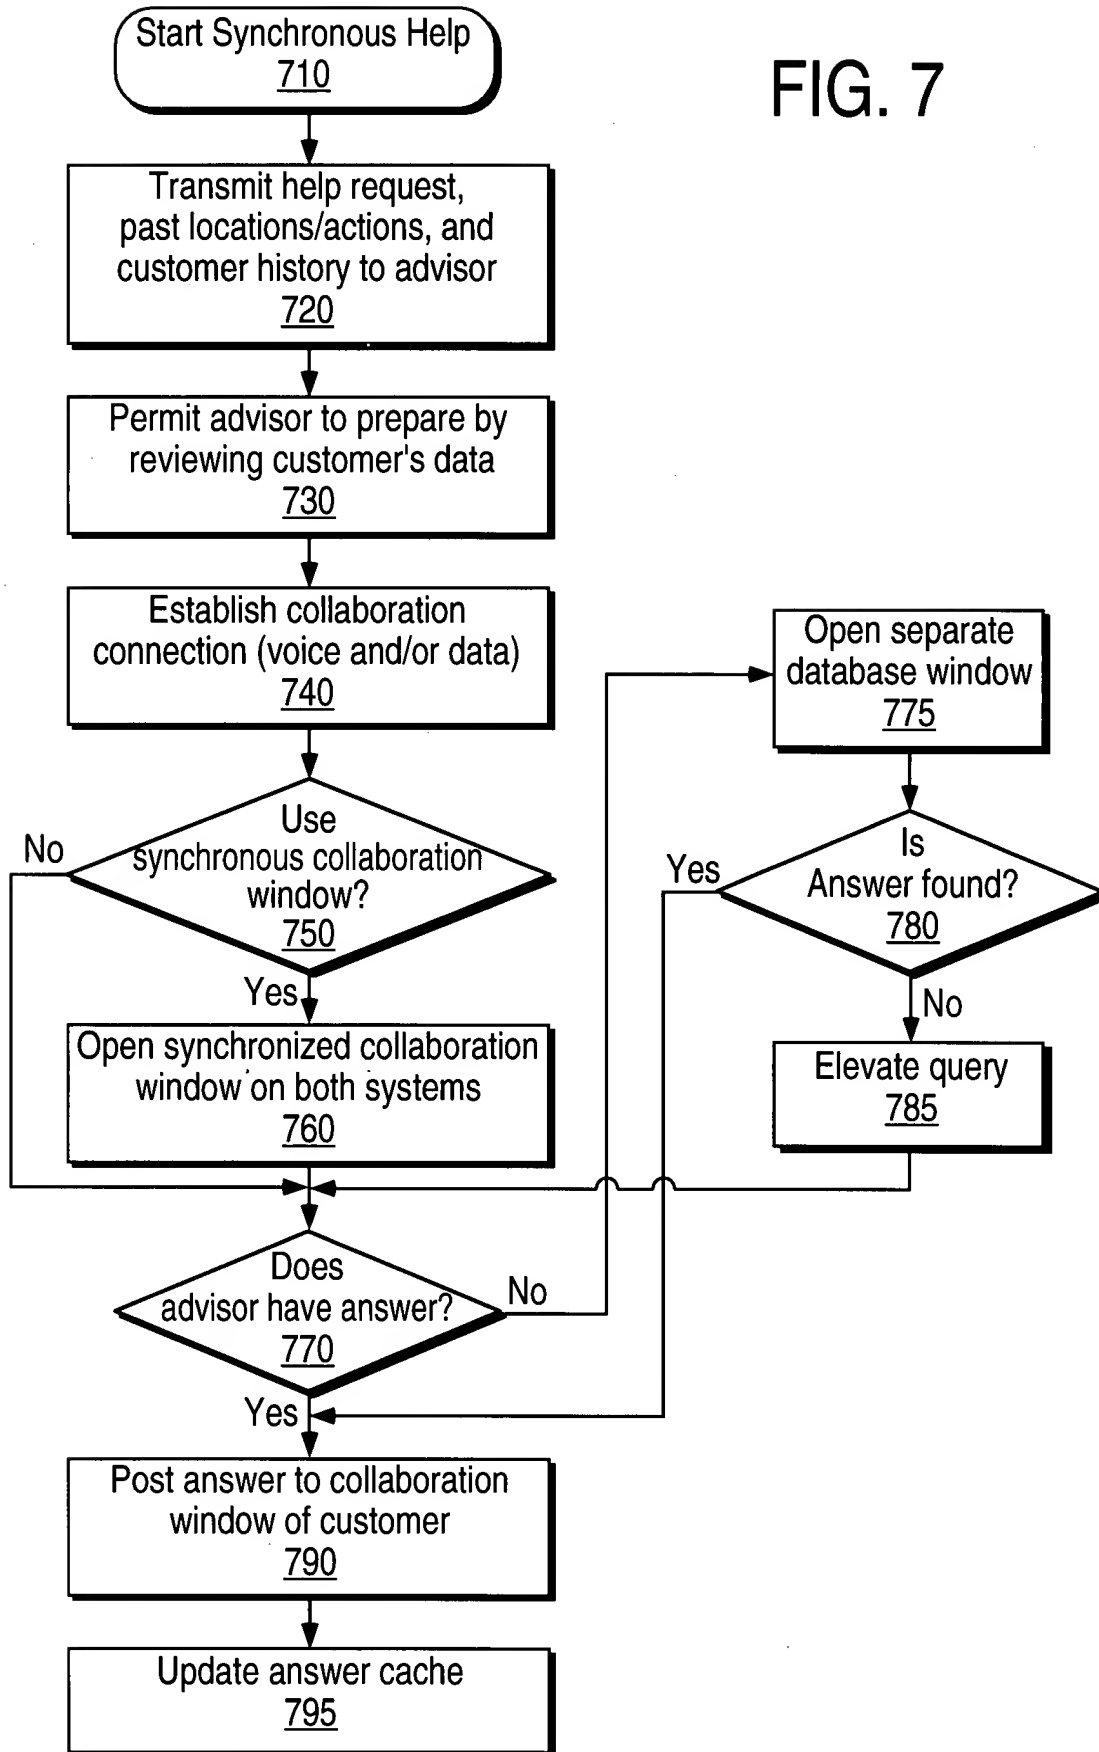 Start Synchronous Help
710
FIG. 7
Transmit help request,
past locations/actions, and
customer history to advisor
720
Permit advisor to prepare by
reviewing customer's data
730
Establish collaboration
connection (voice and/or data)
740
Open separate
database window
775
Use
synchronous collaboration
window?
750
No
Yes
Is
Answer found?
780
Yes
No
Open synchronized collaboration
window on both systems
760
Elevate query
785
Does
advisor have answer?
770
No
Yes
Post answer to collaboration
window of customer
790
Update answer cache
795